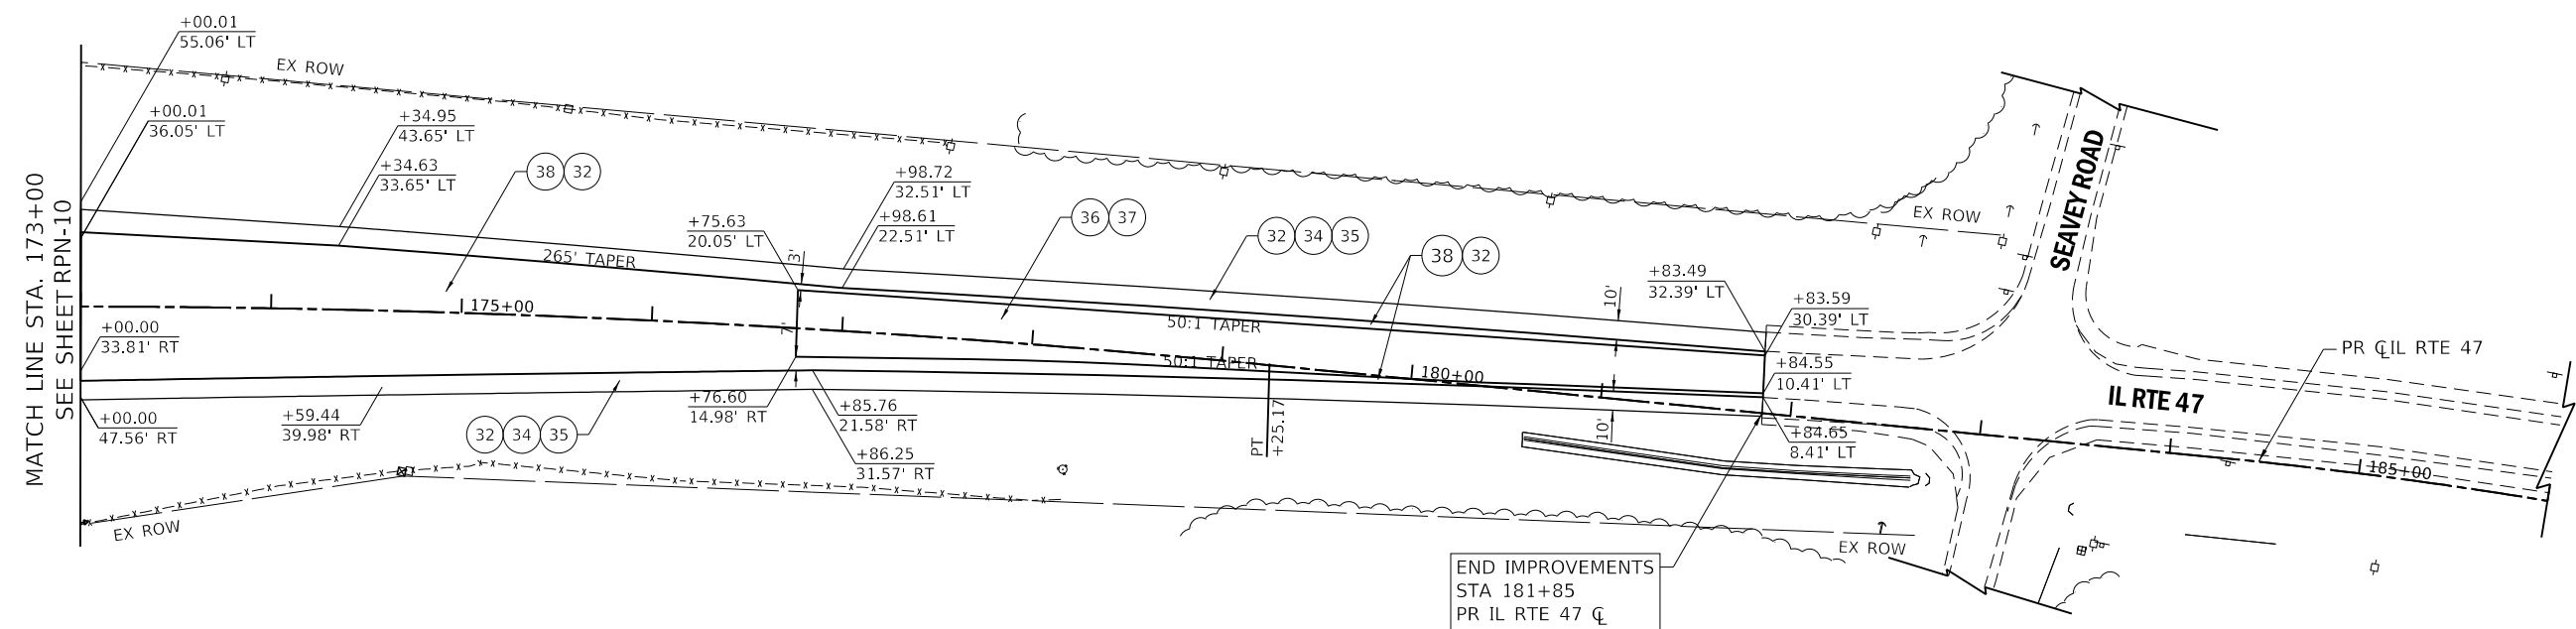 +00.01
55.06' LT
EX ROW
+00.01
36.05' LT
+34.95
43.65' LT
+34.63
33.65' LT
38 32
+98.72
32.51' LT
+98.61
22.51' LT
+75.63
20.05' LT
36 37
32 34 35
38 32
EX ROW
SEAVEY ROAD
MATCH LINE STA. 173+00
SEE SHEET RPN-10
265' TAPER
3'
7'
175+00
+83.49
32.39' LT
+83.59
30.39' LT
10'
50:1 TAPER
50:1 TAPER
180+00
+00.00
33.81' RT
+84.55
10.41' LT
PR CL IL RTE 47
IL RTE 47
+00.00
47.56' RT
+59.44
39.98' RT
32 34 35
+76.60
14.98' RT
+85.76
21.58' RT
+86.25
31.57' RT
PT
+25.17
10'
+84.65
8.41' LT
185+00
EX ROW
EX ROW
END IMPROVEMENTS
STA 181+85
PR IL RTE 47 CL